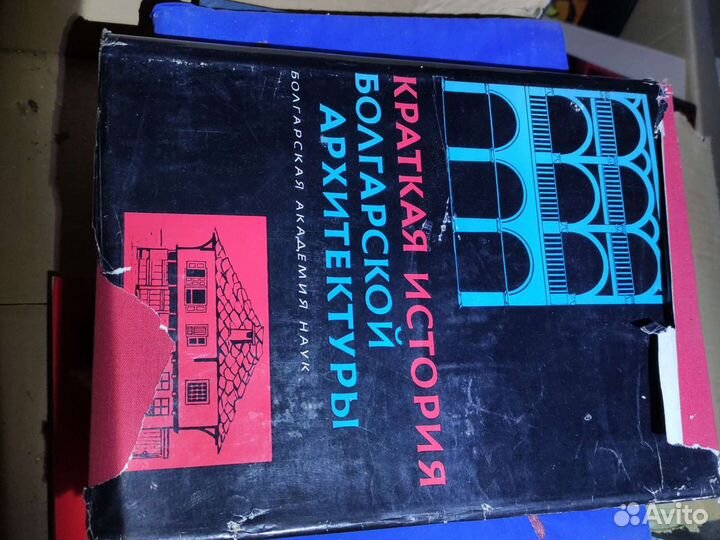 КРАТКАЯ ИСТОРИЯ
БОЛГАРСКОЙ
АРХИТЕКТУРЫ
БОЛГАРСКАЯ АКАДЕМИЯ НАУК
Avito